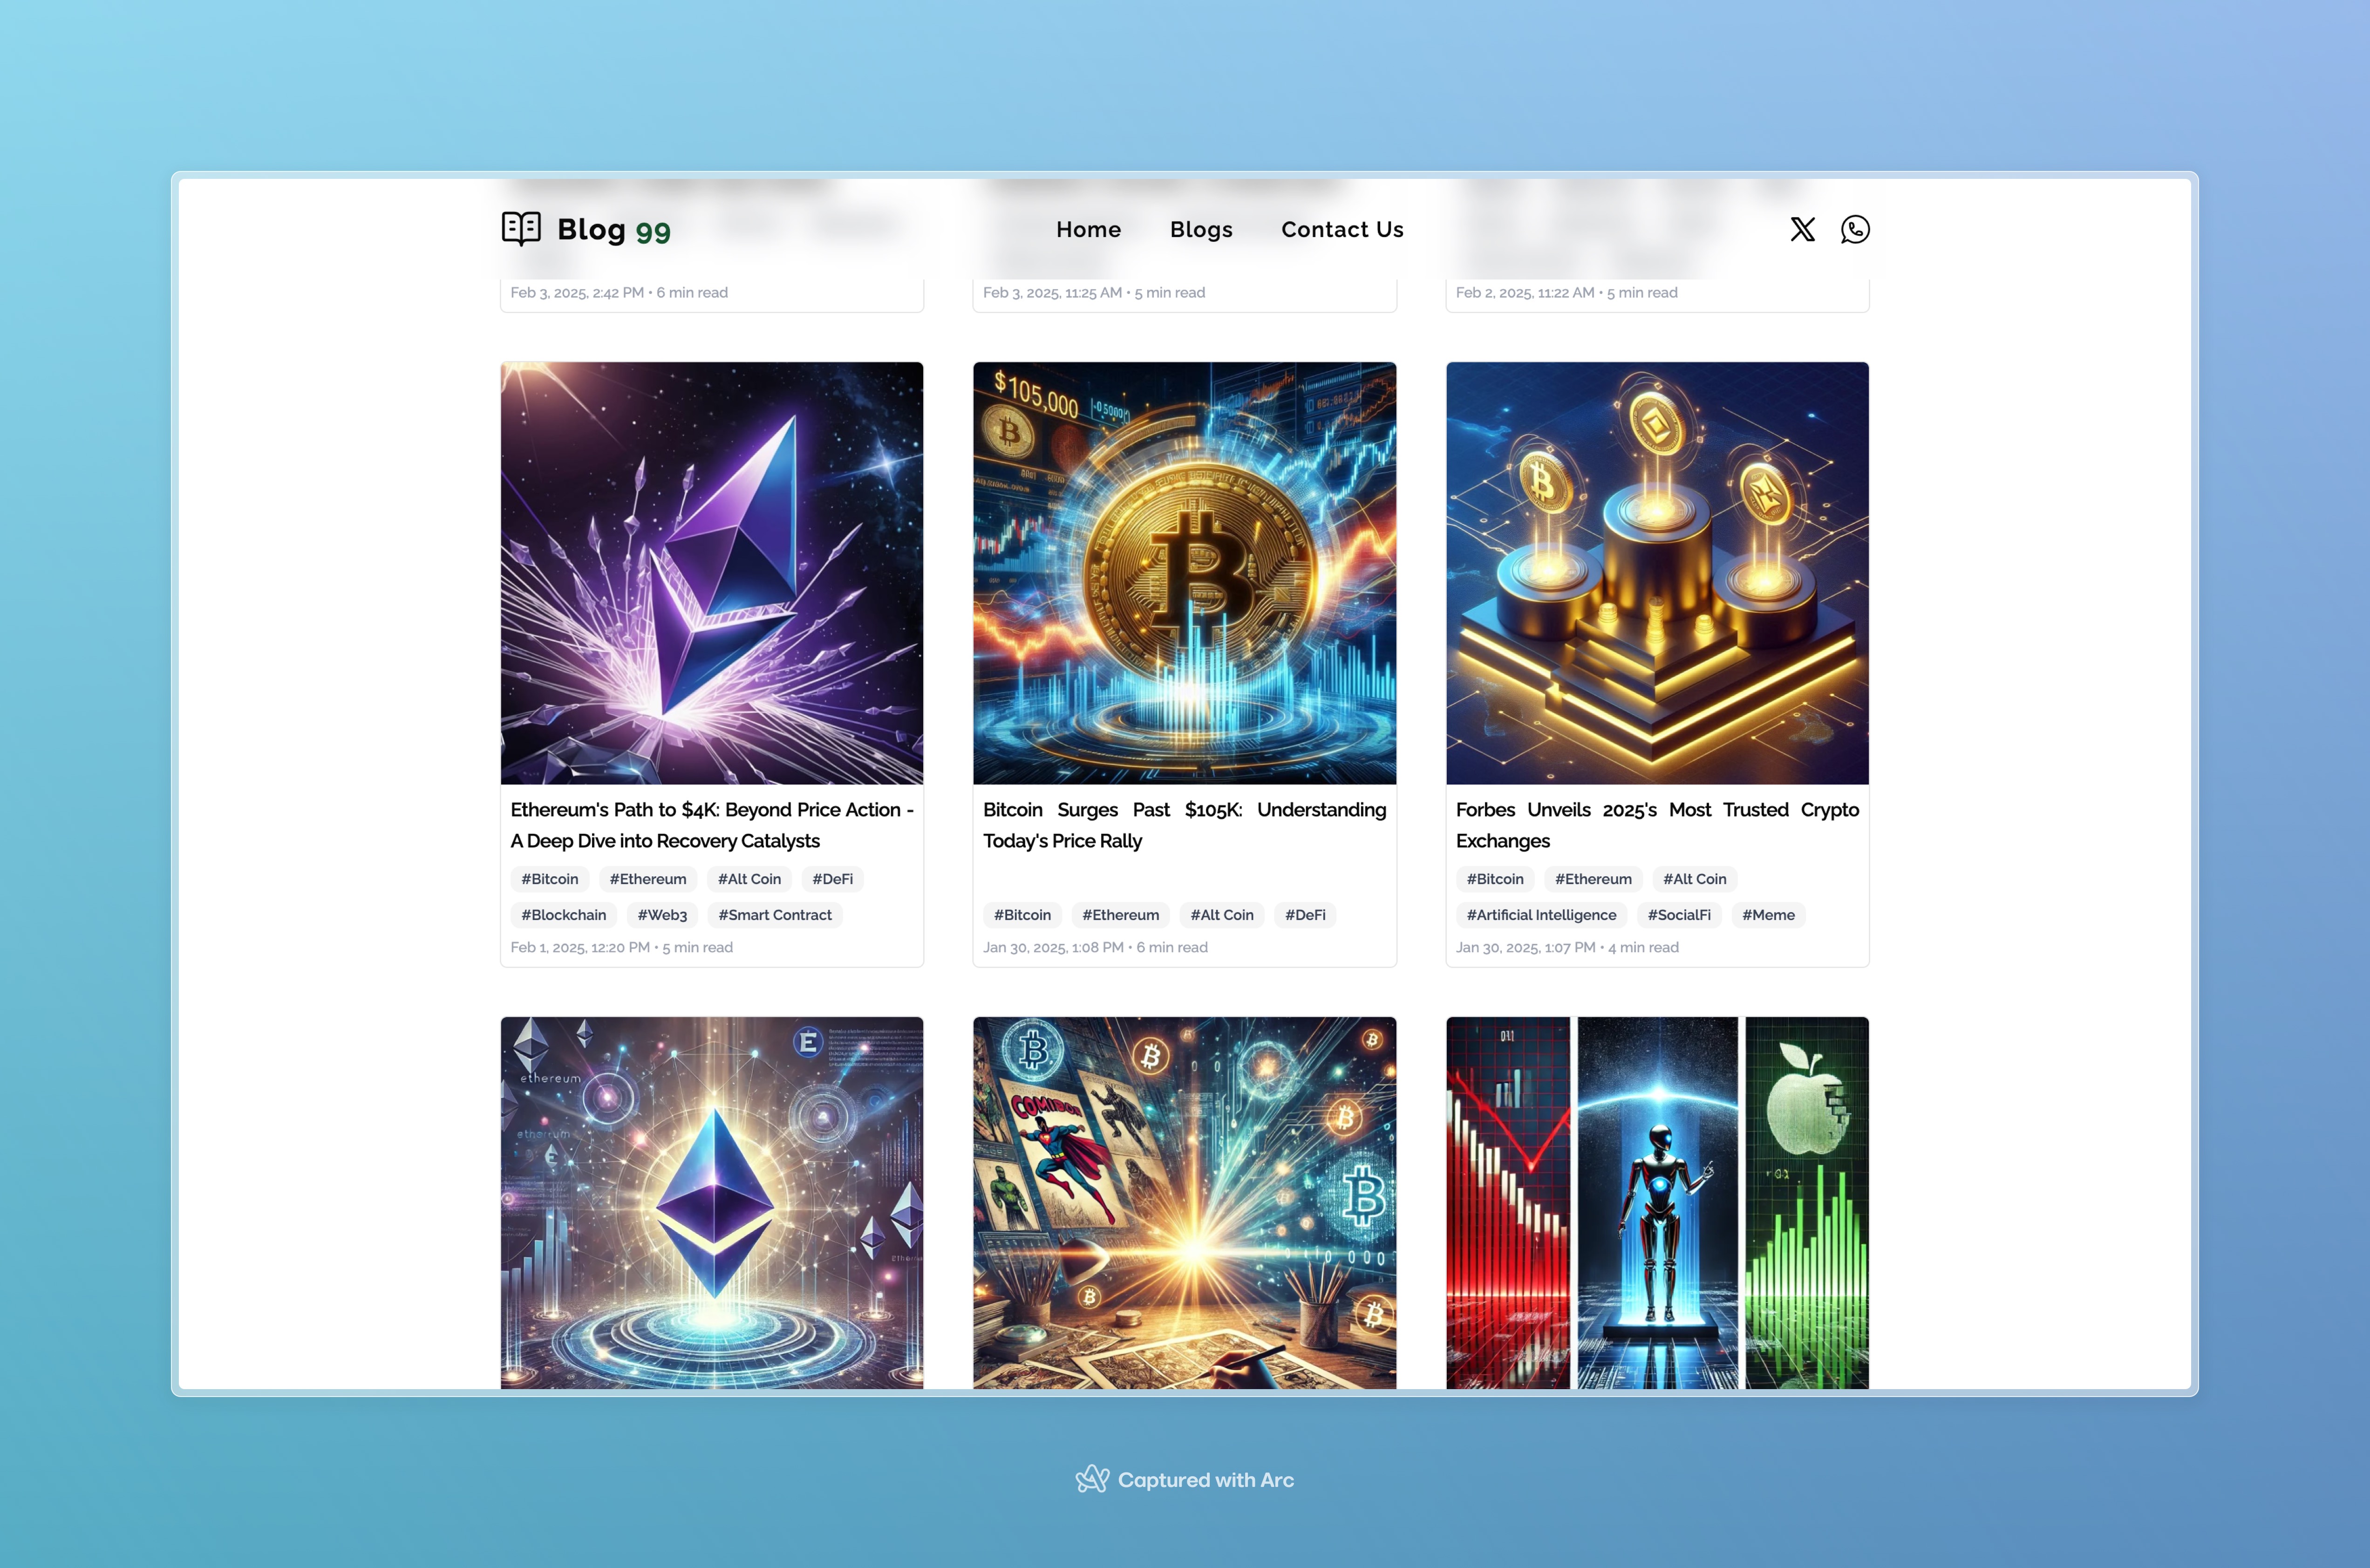 Blog 99
Home Blogs Contact Us
Feb 3, 2025, 2:42 PM • 6 min read
Feb 3, 2025, 11:25 AM • 5 min read
Feb 2, 2025, 11:22 AM • 5 min read
$105,000
Ethereum's Path to $4K: Beyond Price Action -
A Deep Dive into Recovery Catalysts
#Bitcoin #Ethereum #Alt Coin #DeFi
#Blockchain #Web3 #Smart Contract
Feb 1, 2025, 12:20 PM • 5 min read
Bitcoin Surges Past $105K: Understanding
Today's Price Rally
#Bitcoin #Ethereum #Alt Coin #DeFi
Jan 30, 2025, 1:08 PM • 6 min read
Forbes Unveils 2025's Most Trusted Crypto
Exchanges
#Bitcoin #Ethereum #Alt Coin
#Artificial Intelligence #SocialFi #Meme
Jan 30, 2025, 1:07 PM • 4 min read
ethereum
Captured with Arc